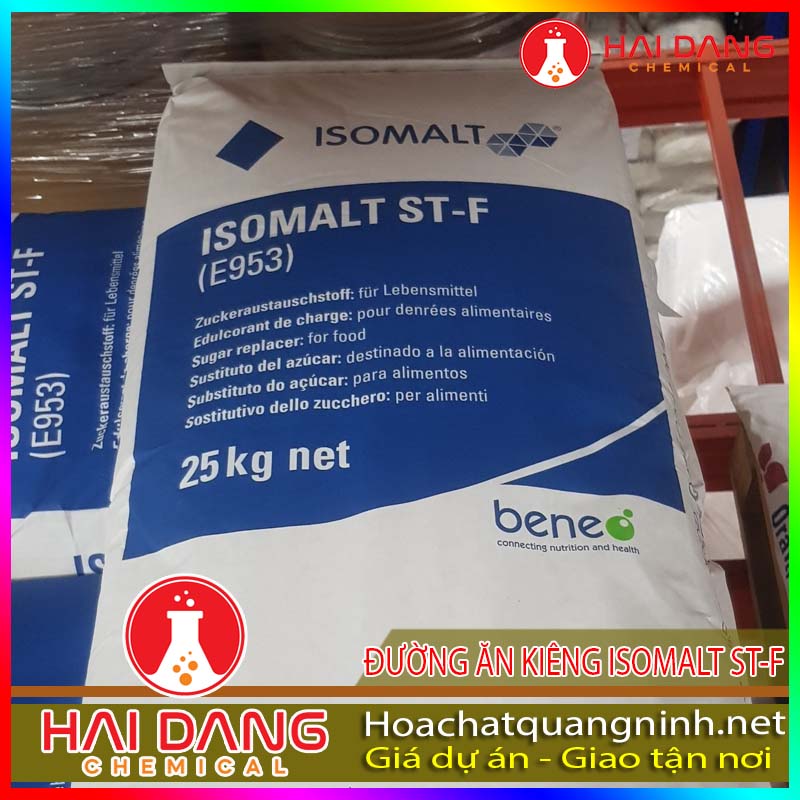 HAI DANG
CHEMICAL
ISOMALT®
ISOMALT ST-F
(E953)
Zuckeraustauschstoff: für Lebensmittel
Edulcorant de charge: pour denrées alimentaires
Sugar replacer: for food
Sustituto del azúcar: destinado a la alimentación
Substituto do açúcar: para alimentos
Sostitutivo dello zucchero: per alimenti
25 kg net
beneo
connecting nutrition and health
ISOMALT ST-F
(E953)
Zuckeraustauschstoff: für Lebensmittel
ĐƯỜNG ĂN KIÊNG ISOMALT ST-F
HAI DANG
CHEMICAL
Hoachatquangninh.net
Giá dự án - Giao tận nơi